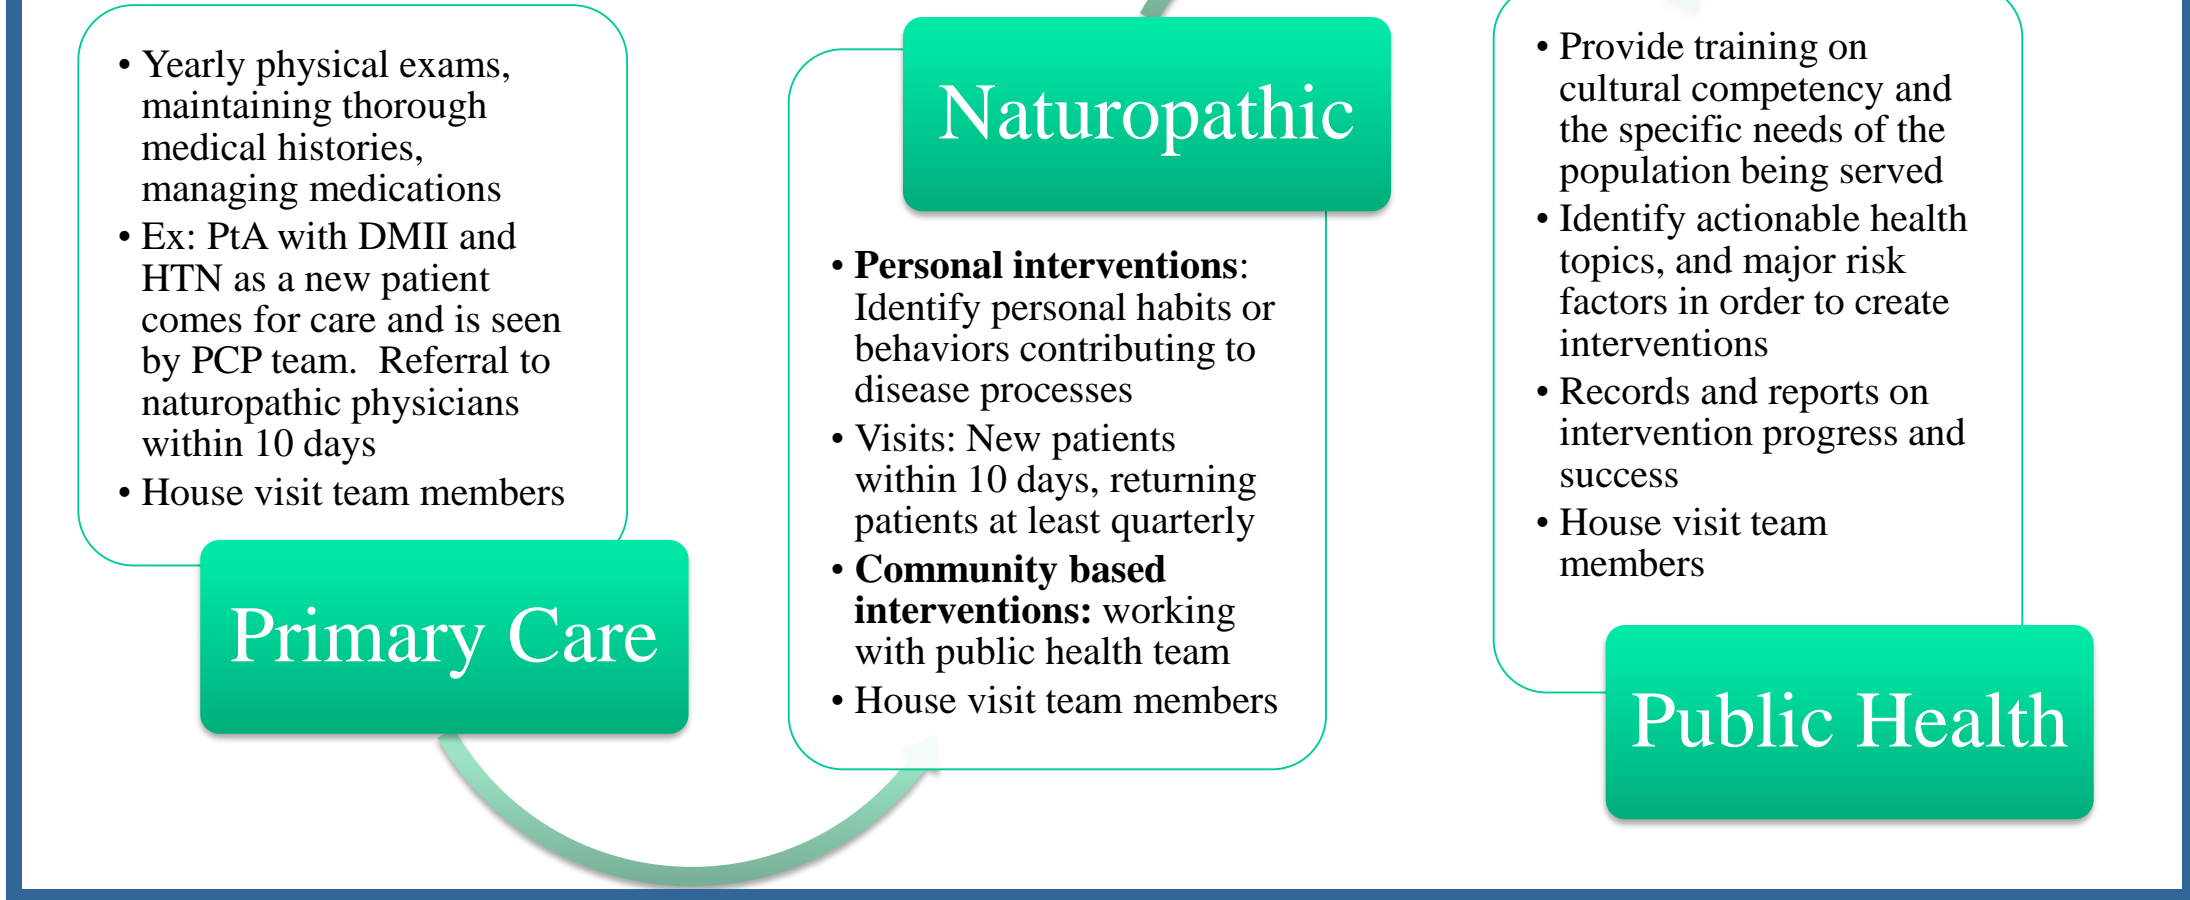 • Yearly physical exams,
maintaining thorough
medical histories,
managing medications
• Ex: PtA with DMII and
HTN as a new patient
comes for care and is seen
by PCP team.  Referral to
naturopathic physicians
within 10 days
• House visit team members
Primary Care
Naturopathic
• Personal interventions:
Identify personal habits or
behaviors contributing to
disease processes
• Visits: New patients
within 10 days, returning
patients at least quarterly
• Community based
interventions: working
with public health team
• House visit team members
• Provide training on
cultural competency and
the specific needs of the
population being served
• Identify actionable health
topics, and major risk
factors in order to create
interventions
• Records and reports on
intervention progress and
success
• House visit team
members
Public Health